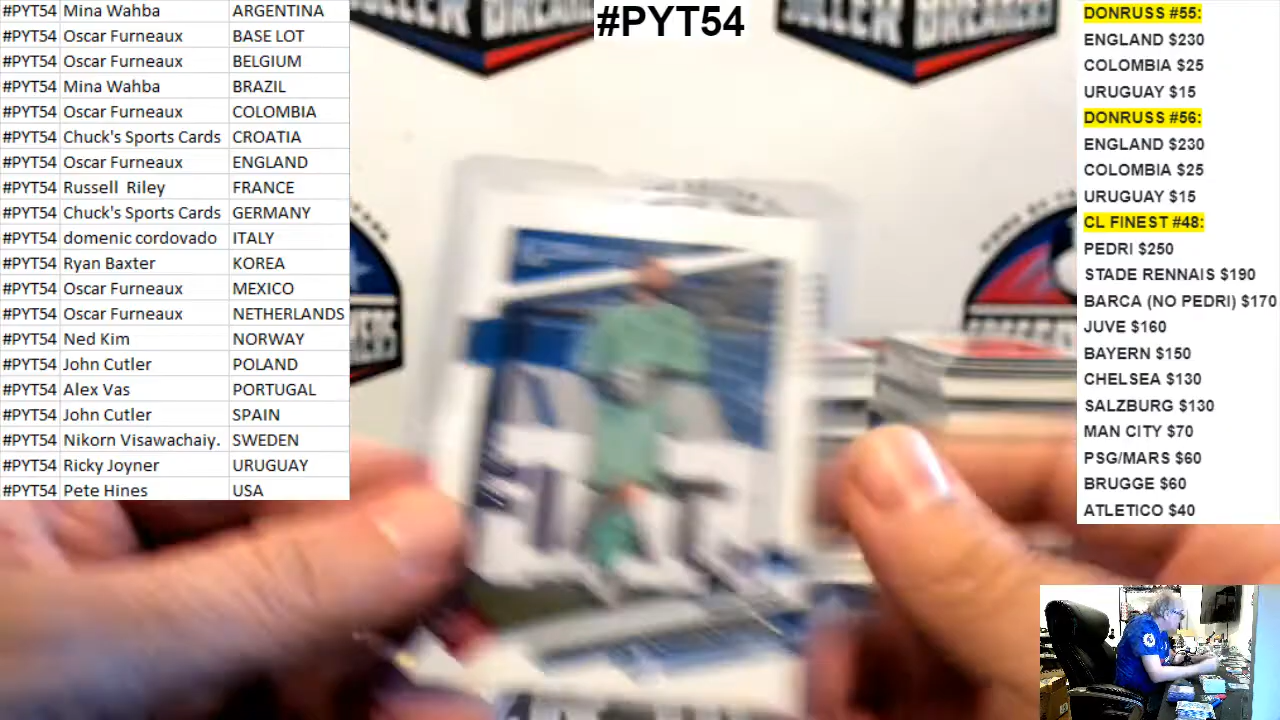 #PYT54
#PYT54 Mina Wahba ARGENTINA
#PYT54 Oscar Furneaux BASE LOT
#PYT54 Oscar Furneaux BELGIUM
#PYT54 Mina Wahba BRAZIL
#PYT54 Oscar Furneaux COLOMBIA
#PYT54 Chuck's Sports Cards CROATIA
#PYT54 Oscar Furneaux ENGLAND
#PYT54 Russell Riley FRANCE
#PYT54 Chuck's Sports Cards GERMANY
#PYT54 domenic cordovado ITALY
#PYT54 Ryan Baxter KOREA
#PYT54 Oscar Furneaux MEXICO
#PYT54 Oscar Furneaux NETHERLANDS
#PYT54 Ned Kim NORWAY
#PYT54 John Cutler POLAND
#PYT54 Alex Vas PORTUGAL
#PYT54 John Cutler SPAIN
#PYT54 Nikorn Visawachaiy. SWEDEN
#PYT54 Ricky Joyner URUGUAY
#PYT54 Pete Hines USA
SOCCER BREAKERS
SOCCER BREAKERS
DONRUSS #55:
ENGLAND $230
COLOMBIA $25
URUGUAY $15
DONRUSS #56:
ENGLAND $230
COLOMBIA $25
URUGUAY $15
CL FINEST #48:
PEDRI $250
STADE RENNAIS $190
BARCA (NO PEDRI) $170
JUVE $160
BAYERN $150
CHELSEA $130
SALZBURG $130
MAN CITY $70
PSG/MARS $60
BRUGGE $60
ATLETICO $40